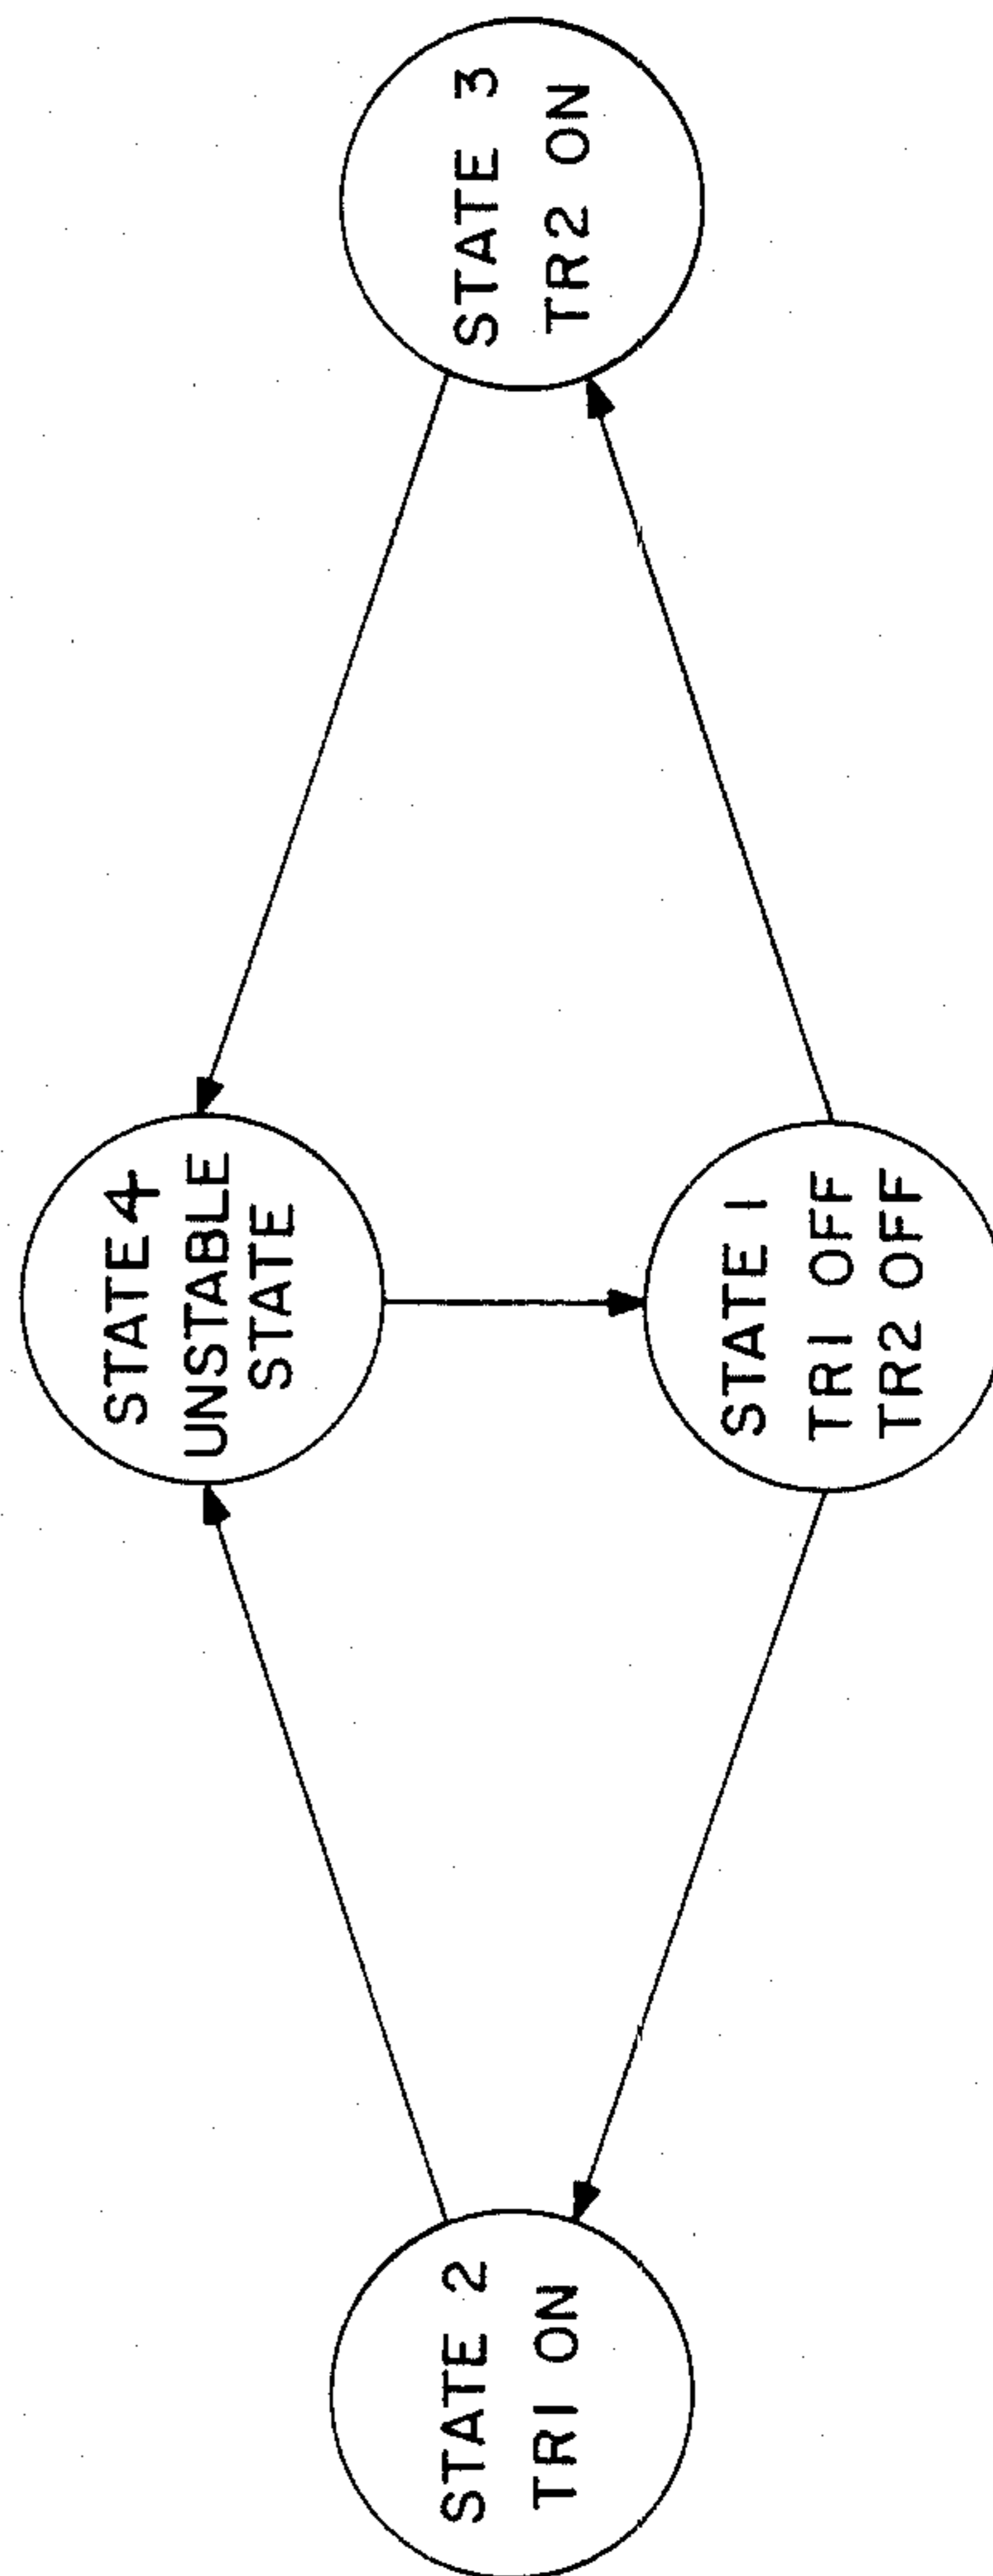 STATE 4
UNSTABLE
STATE
STATE 2
TR1 ON
STATE 3
TR2 ON
STATE 1
TR1 OFF
TR2 OFF